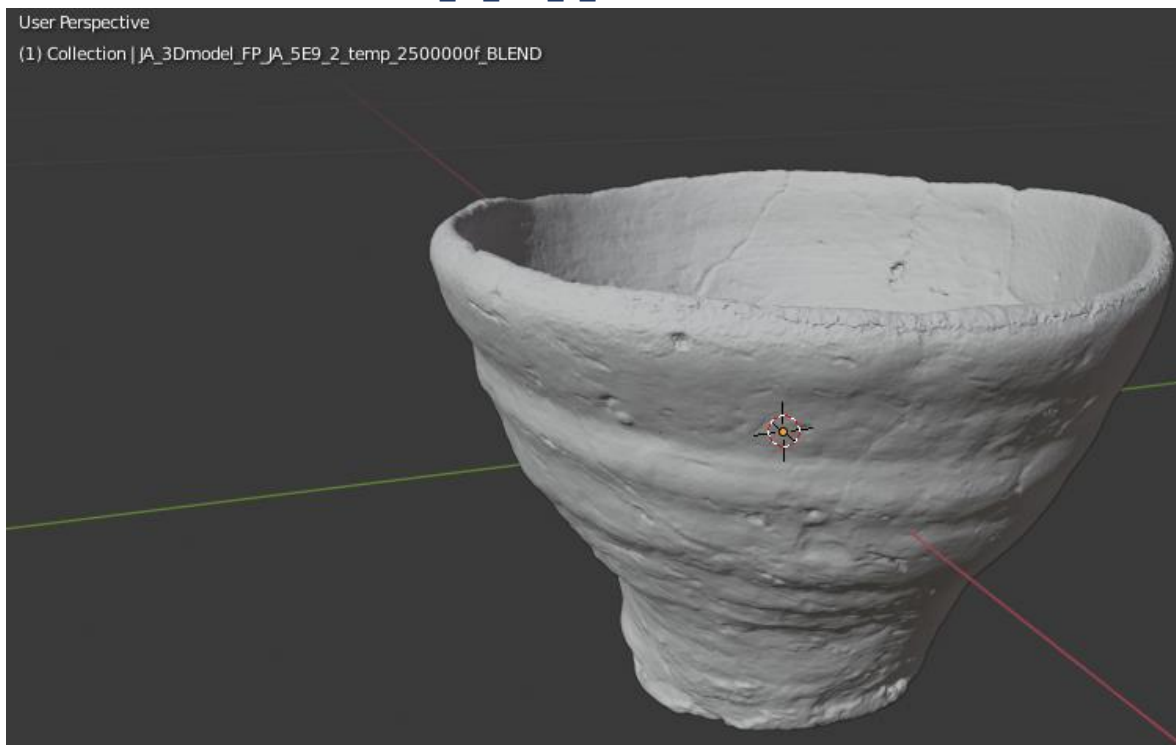 User Perspective
(1) Collection | JA_3Dmodel_FP_JA_5E9_2_temp_2500000f_BLEND